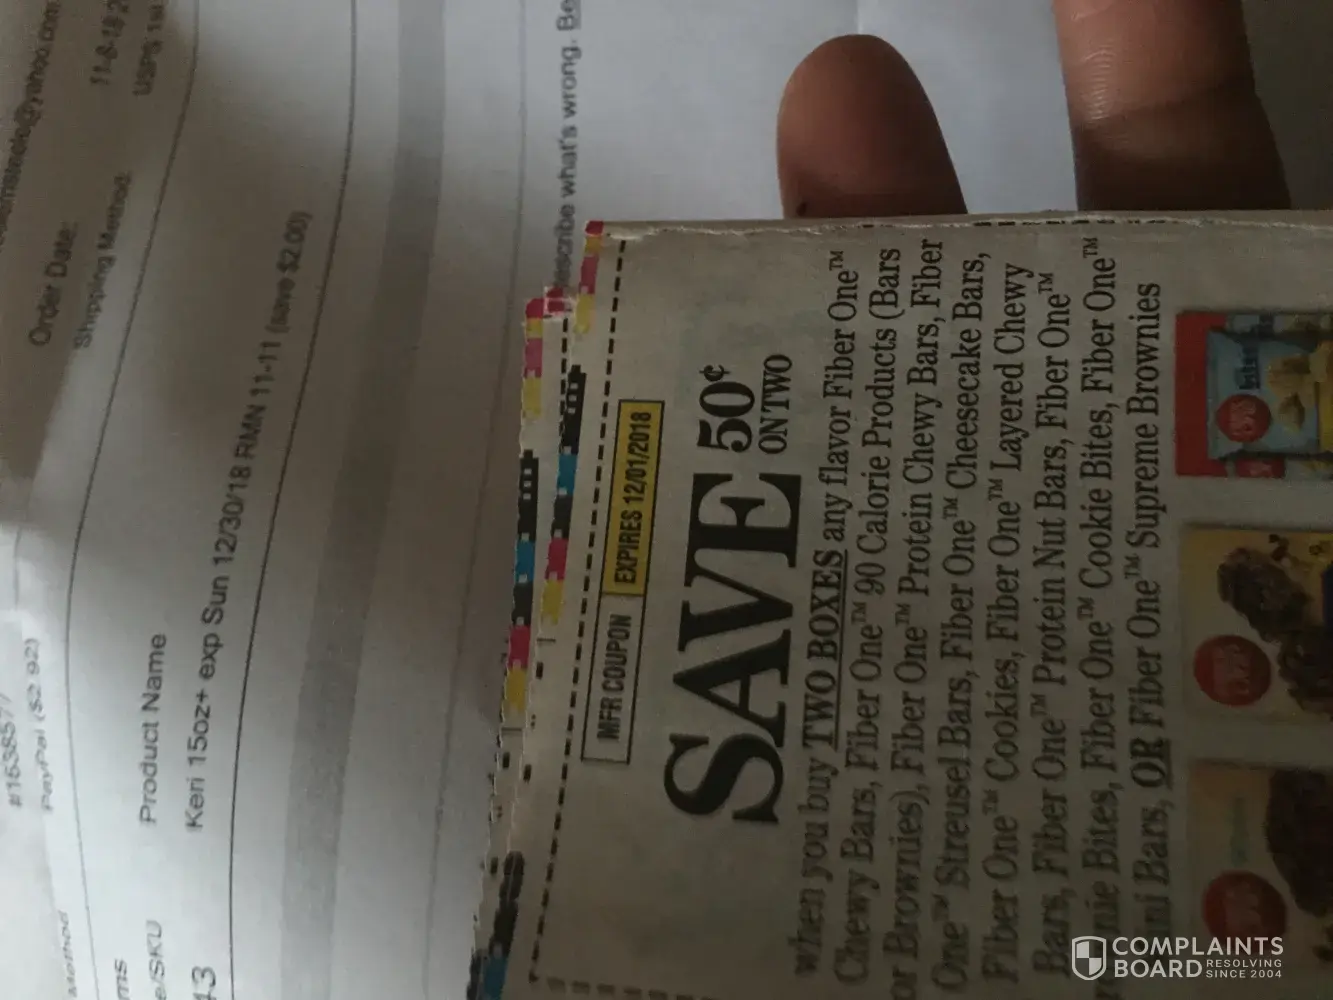 Order Date:
11-8-18
Shipping Method:
USPS
PayPal ($2.92)
Method
Product Name
Keri 15oz+ exp Sun 12/30/18 RMN 11-11 (save $2.00)
what's wrong.
MFR COUPON EXPIRES 12/01/2018
SAVE 50¢
ON TWO
when you buy TWO BOXES any flavor Fiber One™
Chewy Bars, Fiber One™ 90 Calorie Products (Bars
or Brownies), Fiber One™ Protein Chewy Bars, Fiber
One™ Streusel Bars, Fiber One™ Cheesecake Bars,
Fiber One™ Cookies, Fiber One™ Layered Chewy
Bars, Fiber One™ Protein Nut Bars, Fiber One™
Bites, Fiber One™ Cookie Bites, Fiber One™
Bars, OR Fiber One™ Supreme Brownies
COMPLAINTS
BOARD RESOLVING
SINCE 2004